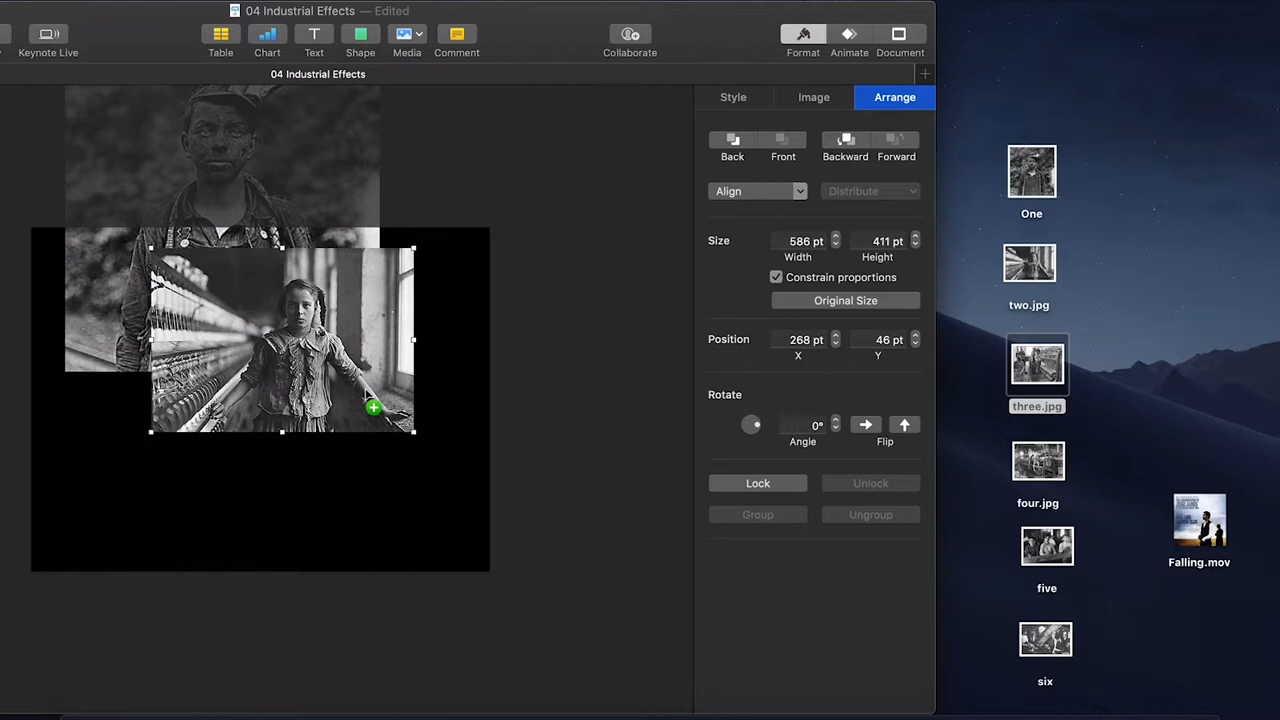 04 Industrial Effects — Edited
Keynote Live
Table
Chart
Text
Shape
Media
Comment
Collaborate
Format
Animate
Document
04 Industrial Effects
Style
Image
Arrange
Back
Front
Backward
Forward
Align
Distribute
Size
586 pt
411 pt
Width
Height
Constrain proportions
Original Size
Position
268 pt
46 pt
X
Y
Rotate
0°
Angle
Flip
Lock
Unlock
Group
Ungroup
One
two.jpg
three.jpg
four.jpg
Falling.mov
five
six